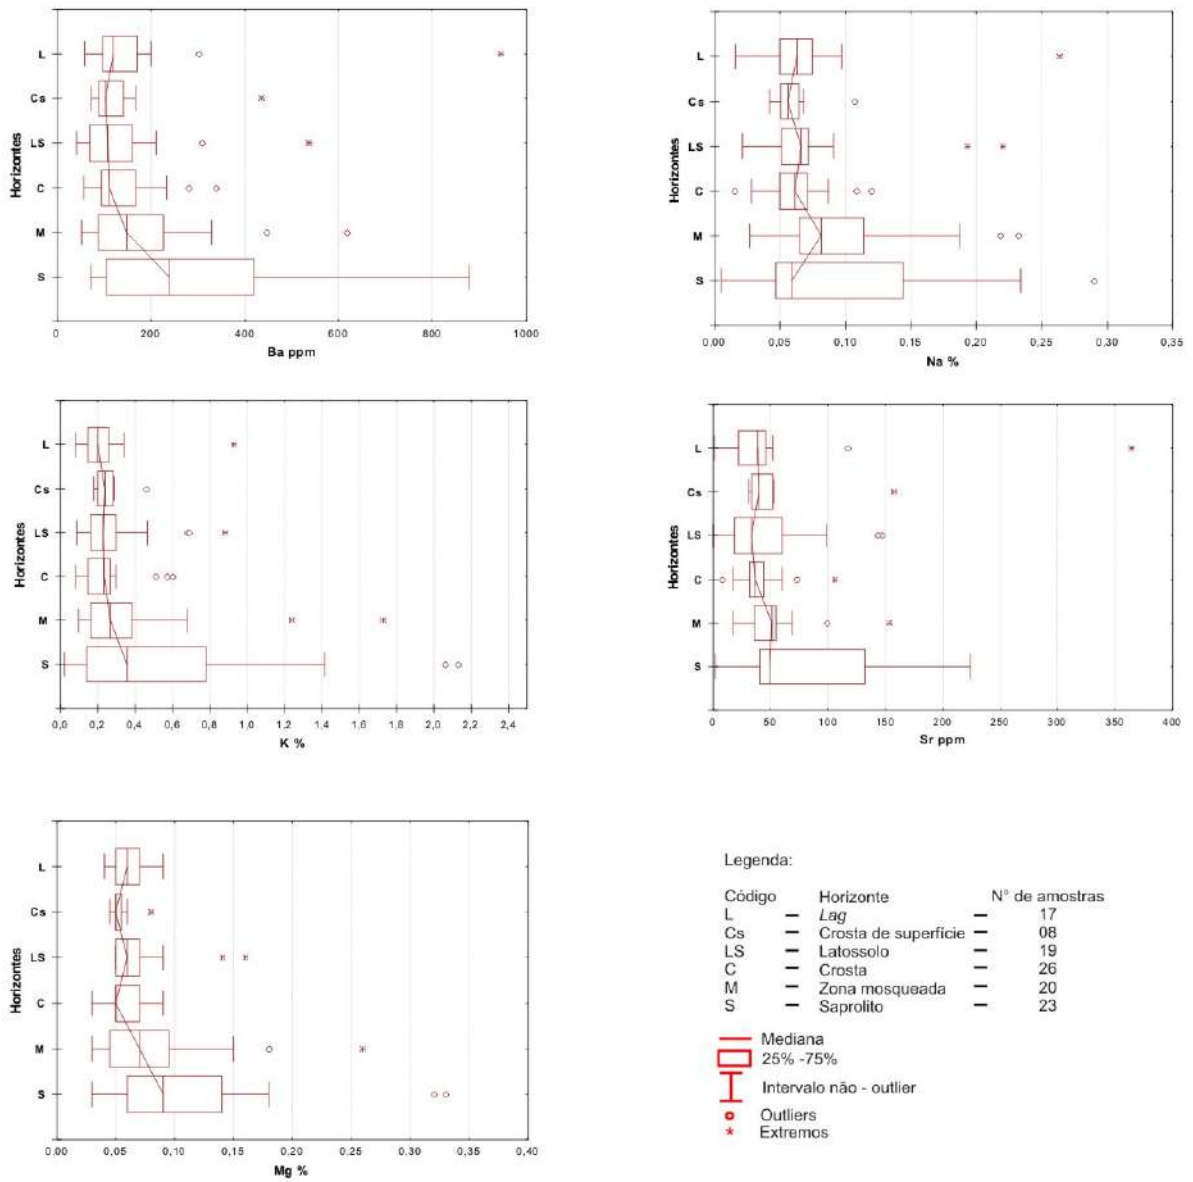 L
Cs
LS
C
M
S
Horizontes
0 200 400 600 800 1000
Ba ppm
L
Cs
LS
C
M
S
Horizontes
0,00 0,05 0,10 0,15 0,20 0,25 0,30 0,35
Na %
L
Cs
LS
C
M
S
Horizontes
0,0 0,2 0,4 0,6 0,8 1,0 1,2 1,4 1,6 1,8 2,0 2,2 2,4
K %
L
Cs
LS
C
M
S
Horizontes
0 50 100 150 200 250 300 350 400
Sr ppm
L
Cs
LS
C
M
S
Horizontes
0,00 0,05 0,10 0,15 0,20 0,25 0,30 0,35 0,40
Mg %
Legenda:
Código Horizonte N° de amostras
L – Lag – 17
Cs – Crosta de superfície – 08
LS – Latossolo – 19
C – Crosta – 26
M – Zona mosqueada – 20
S – Saprolito – 23
Mediana
25% -75%
Intervalo não - outlier
Outliers
Extremos